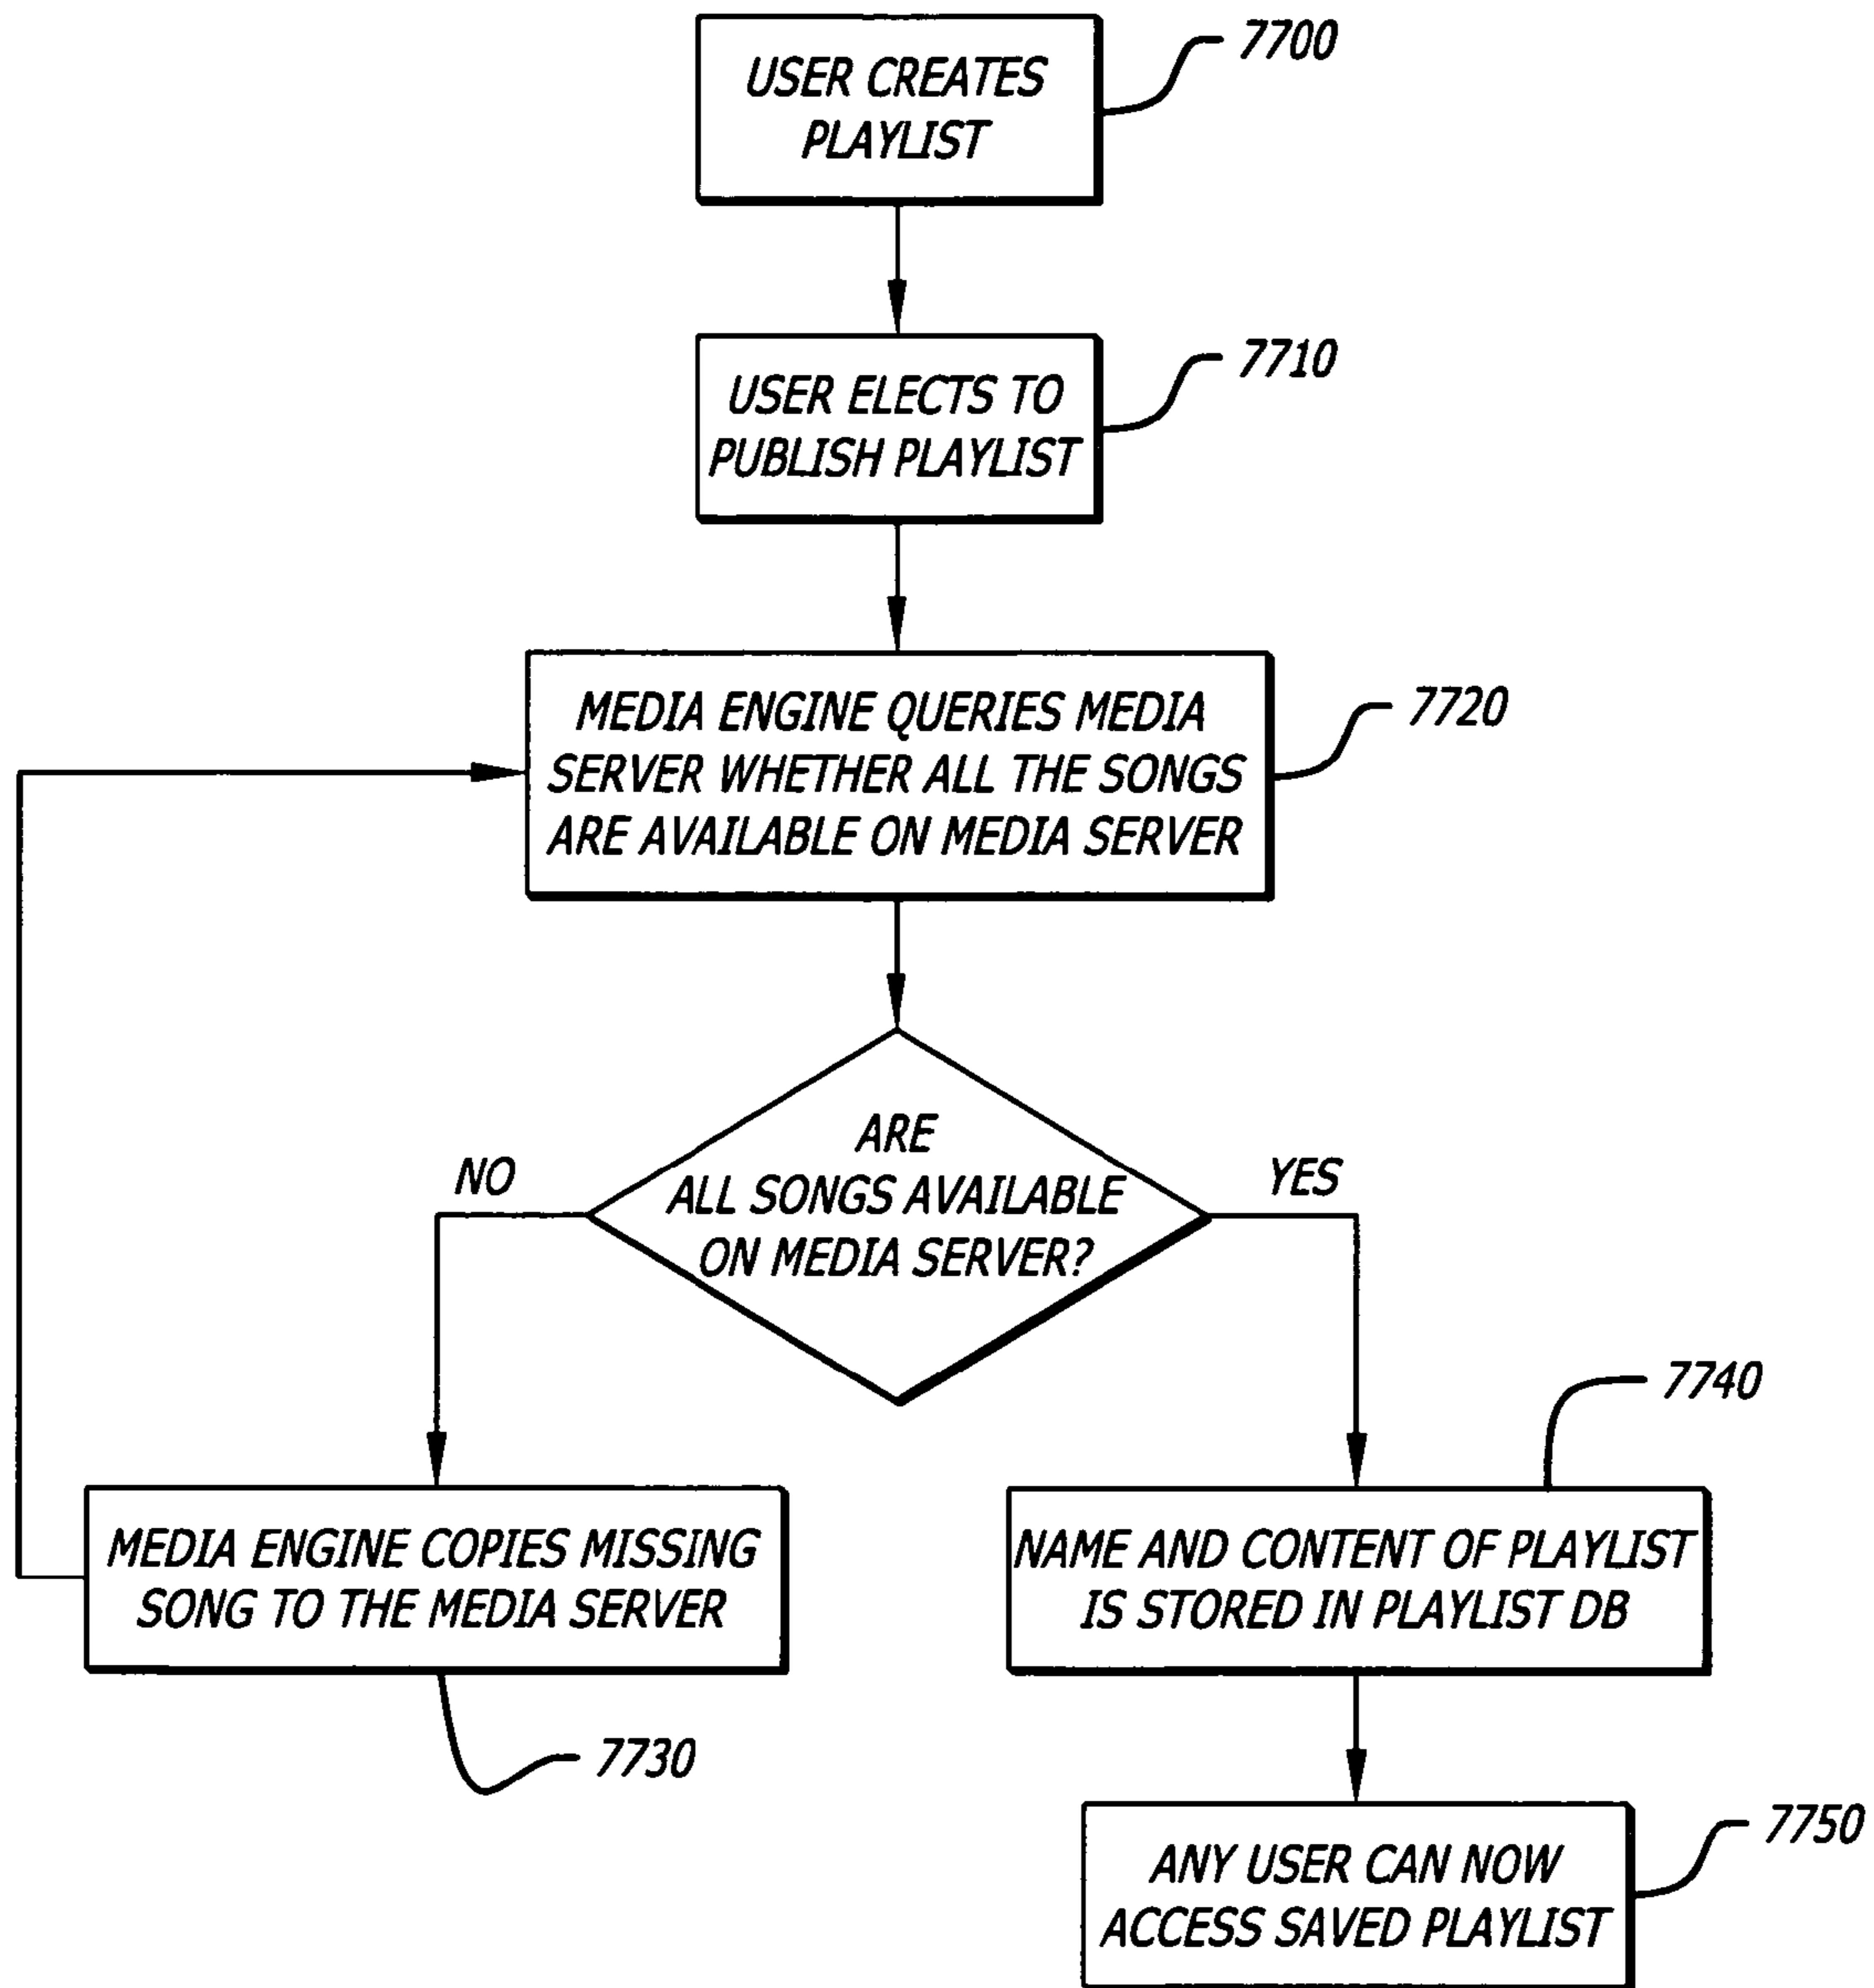 USER CREATES
PLAYLIST
7700
USER ELECTS TO
PUBLISH PLAYLIST
7710
MEDIA ENGINE QUERIES MEDIA
SERVER WHETHER ALL THE SONGS
ARE AVAILABLE ON MEDIA SERVER
7720
ARE
ALL SONGS AVAILABLE
ON MEDIA SERVER?
NO
YES
MEDIA ENGINE COPIES MISSING
SONG TO THE MEDIA SERVER
7730
NAME AND CONTENT OF PLAYLIST
IS STORED IN PLAYLIST DB
7740
ANY USER CAN NOW
ACCESS SAVED PLAYLIST
7750